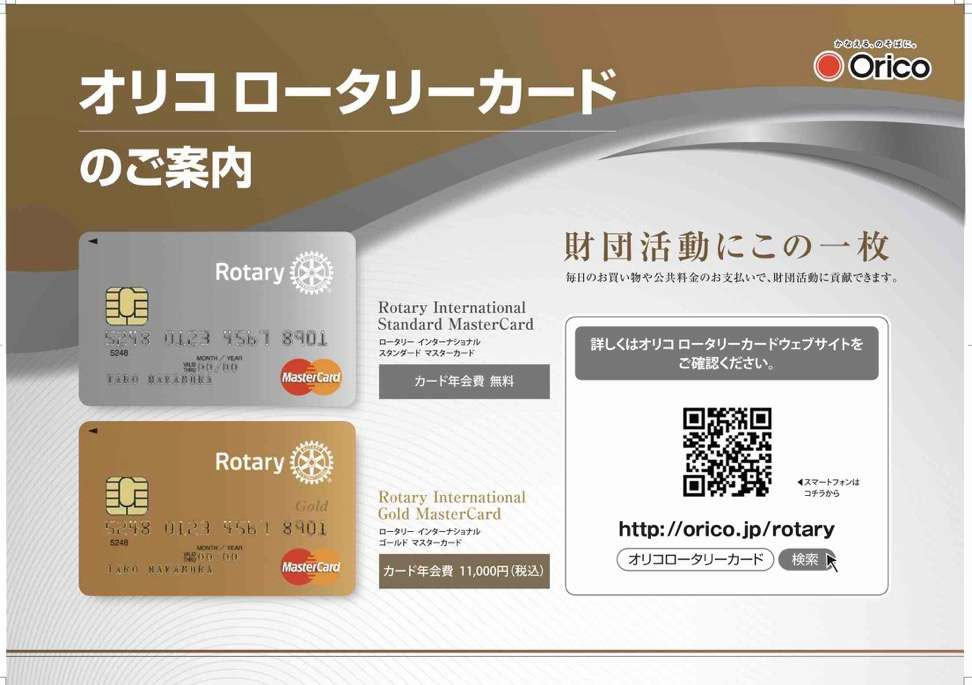 かなえる。のそばに。
Orico
オリコ ロータリーカード
のご案内
財団活動にこの一枚
毎日のお買い物や公共料金のお支払いで、財団活動に貢献できます。
Rotary
5248 0123 4567 8901
5248
MONTH / YEAR
VALID THRU 00/00
TARO NAKAMURA
MasterCard
Rotary International
Standard MasterCard
ロータリー インターナショナル
スタンダード マスターカード
カード年会費 無料
Rotary
Gold
5248 0123 4567 8901
5248
MONTH / YEAR
VALID THRU 00/00
TARO NAKAMURA
MasterCard
Rotary International
Gold MasterCard
ロータリー インターナショナル
ゴールド マスターカード
カード年会費 11,000円（税込）
詳しくはオリコ ロータリーカードウェブサイトを
ご確認ください。
◀スマートフォンは
コチラから
http://orico.jp/rotary
オリコロータリーカード 検索